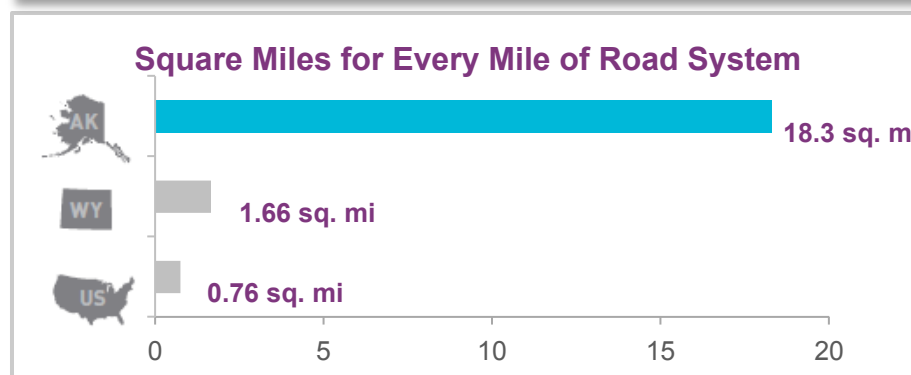 Square Miles for Every Mile of Road System
AK
18.3 sq. m
WY
1.66 sq. mi
US
0.76 sq. mi
0 5 10 15 20